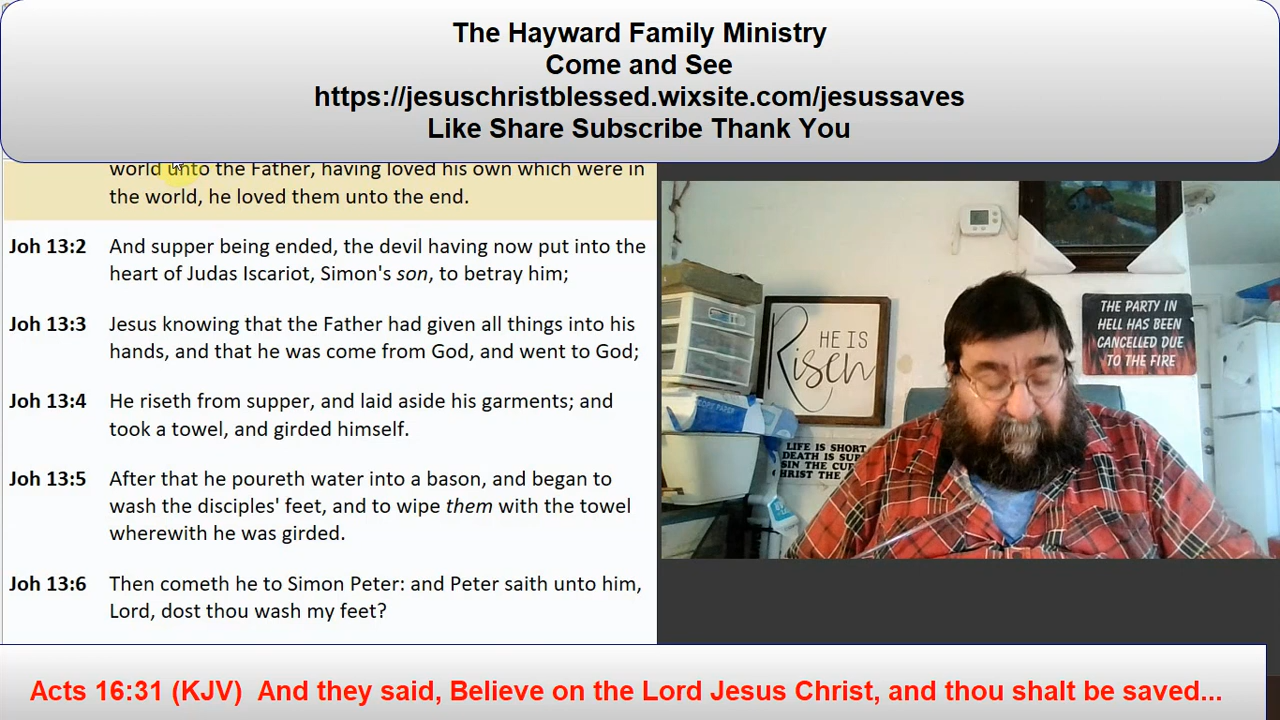 The Hayward Family Ministry
Come and See
https://jesuschristblessed.wixsite.com/jesussaves
Like Share Subscribe Thank You
world unto the Father, having loved his own which were in
the world, he loved them unto the end.
Joh 13:2 And supper being ended, the devil having now put into the
heart of Judas Iscariot, Simon's son, to betray him;
Joh 13:3 Jesus knowing that the Father had given all things into his
hands, and that he was come from God, and went to God;
Joh 13:4 He riseth from supper, and laid aside his garments; and
took a towel, and girded himself.
Joh 13:5 After that he poureth water into a bason, and began to
wash the disciples' feet, and to wipe them with the towel
wherewith he was girded.
Joh 13:6 Then cometh he to Simon Peter: and Peter saith unto him,
Lord, dost thou wash my feet?
HE IS
Risen
THE PARTY IN
HELL HAS BEEN
CANCELLED DUE
TO THE FIRE
COPY PAPER
LIFE IS SHORT
DEATH IS
SIN THE
THE
Acts 16:31 (KJV) And they said, Believe on the Lord Jesus Christ, and thou shalt be saved...